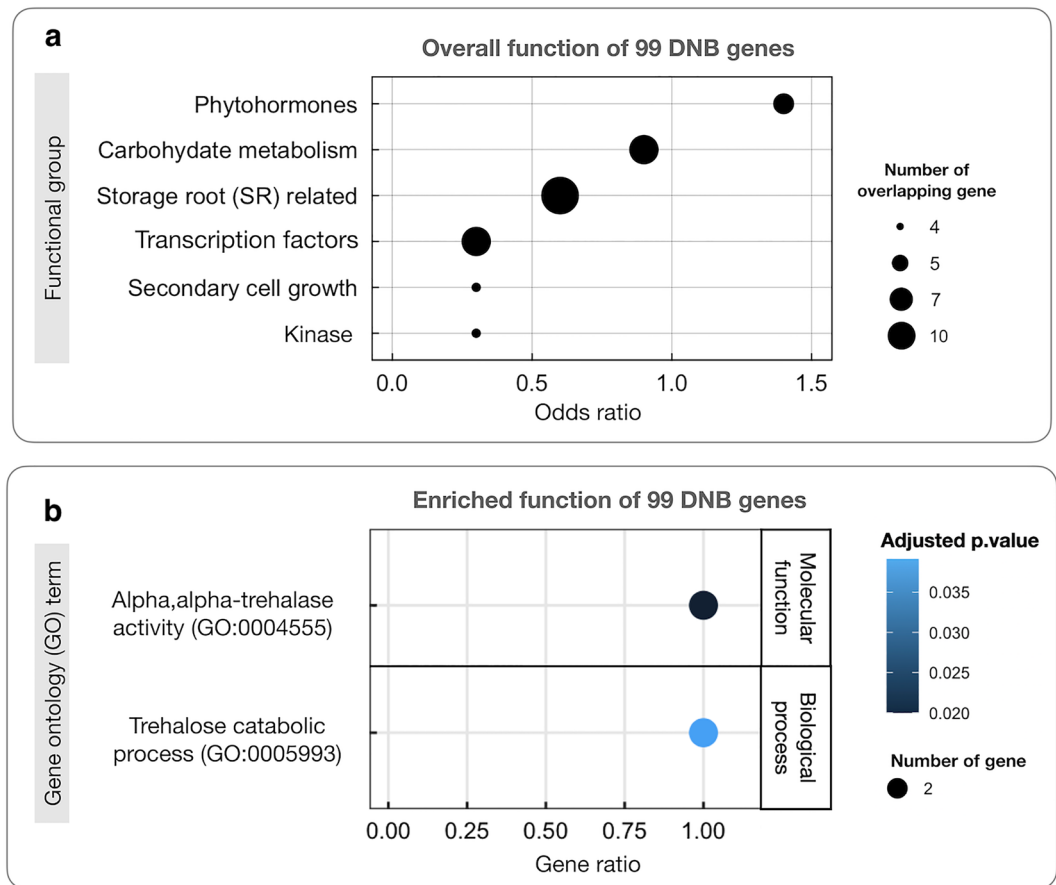 a
Overall function of 99 DNB genes
Functional group
Phytohormones
Carbohydate metabolism
Storage root (SR) related
Transcription factors
Secondary cell growth
Kinase
0.0 0.5 1.0 1.5
Odds ratio
Number of
overlapping gene
4
5
7
10
b
Enriched function of 99 DNB genes
Gene ontology (GO) term
Alpha,alpha-trehalase
activity (GO:0004555)
Trehalose catabolic
process (GO:0005993)
Molecular
function
Biological
process
0.00 0.25 0.50 0.75 1.00
Gene ratio
Adjusted p.value
0.035
0.030
0.025
0.020
Number of gene
2